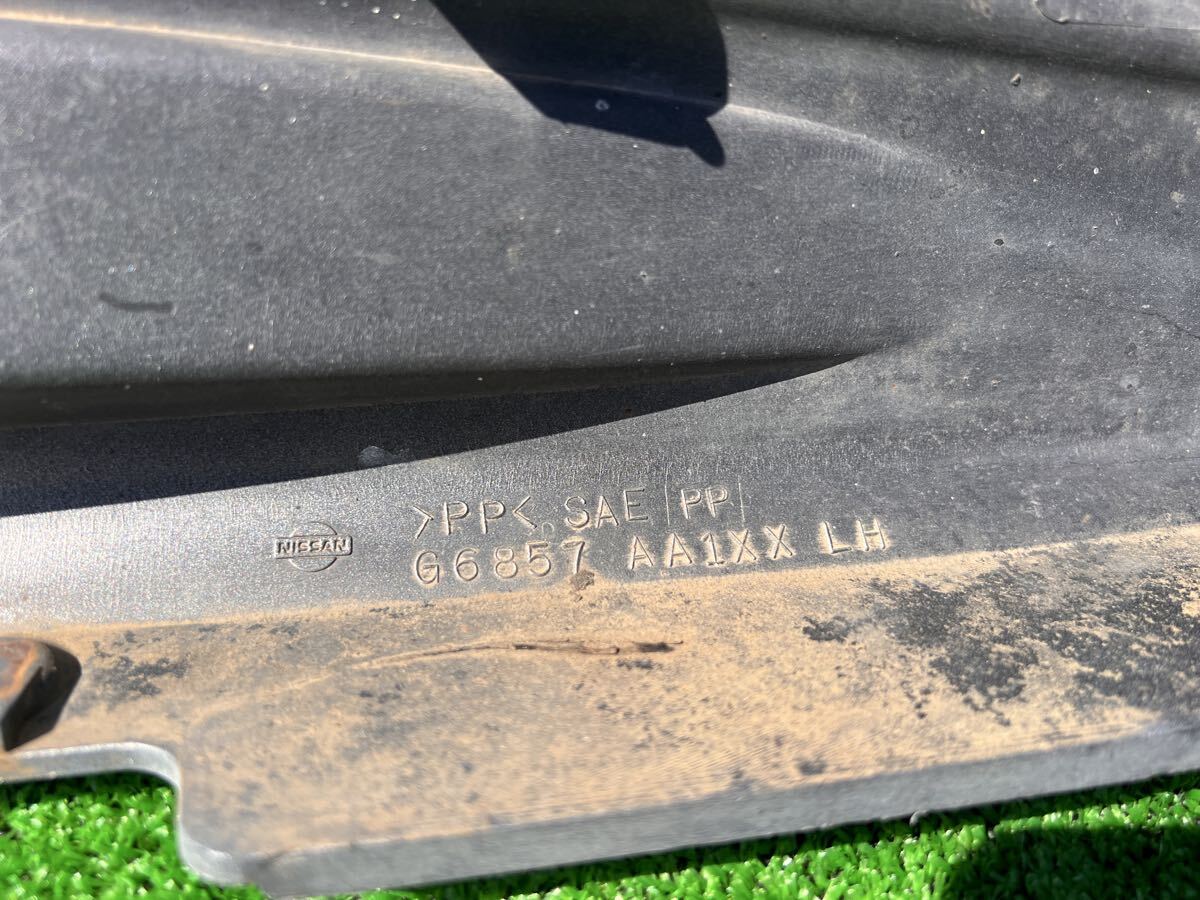 >PP< SAE |PP|
NISSAN
G6857 AA1XX LH